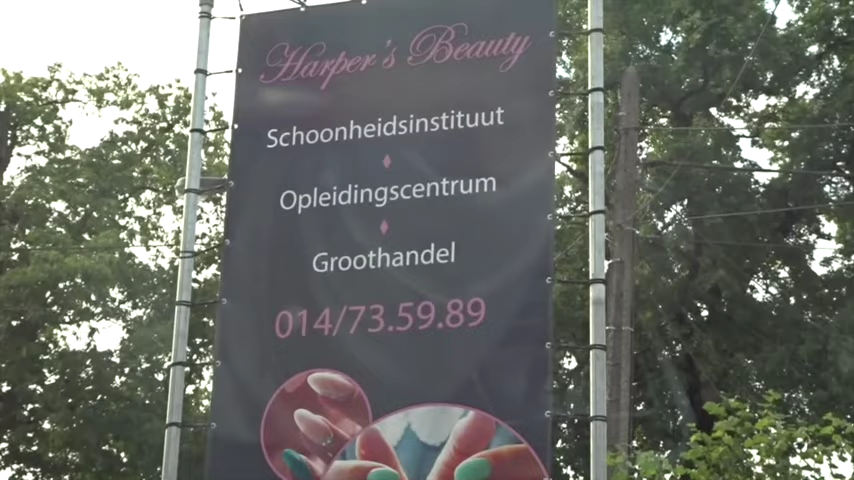 Harper's Beauty
Schoonheidsinstituut
Opleidingscentrum
Groothandel
014/73.59.89